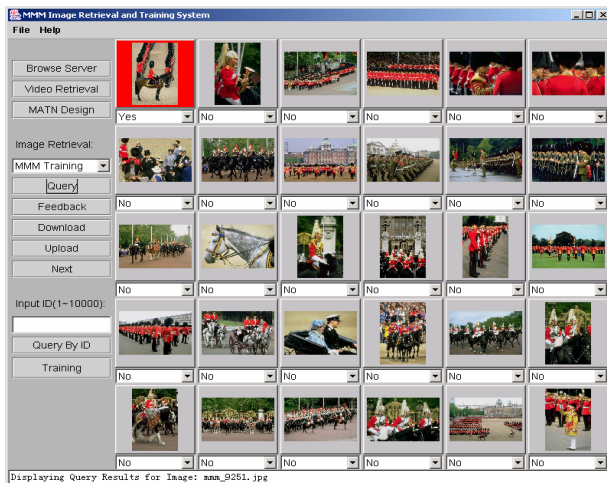 MMM Image Retrieval and Training System
File Help
Browse Server
Video Retrieval
MATN Design
Image Retrieval:
MMM Training
Query
Feedback
Download
Upload
Next
Input ID(1~10000):
Query By ID
Training
Yes No No No No No
No No No No No No
No No No No No No
No No No No No No
No No No No No No
Displaying Query Results for Image: mmm_9251.jpg